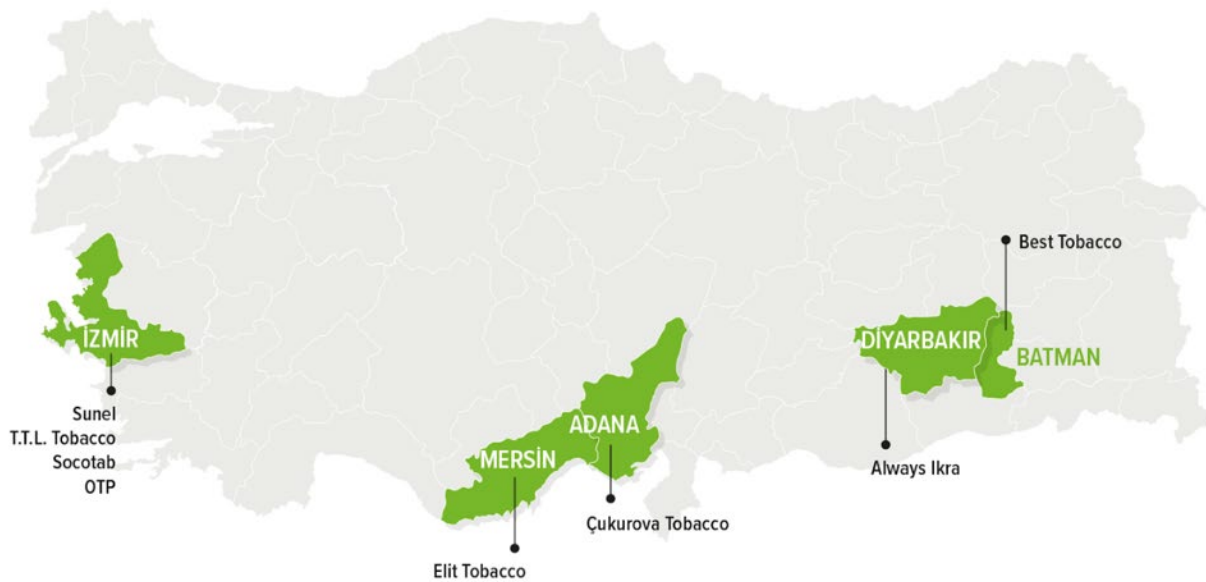 Best Tobacco
İZMİR
DİYARBAKIR
BATMAN
Sunel
T.T.L. Tobacco
Socotab
OTP
ADANA
MERSİN
Always Ikra
Çukurova Tobacco
Elit Tobacco